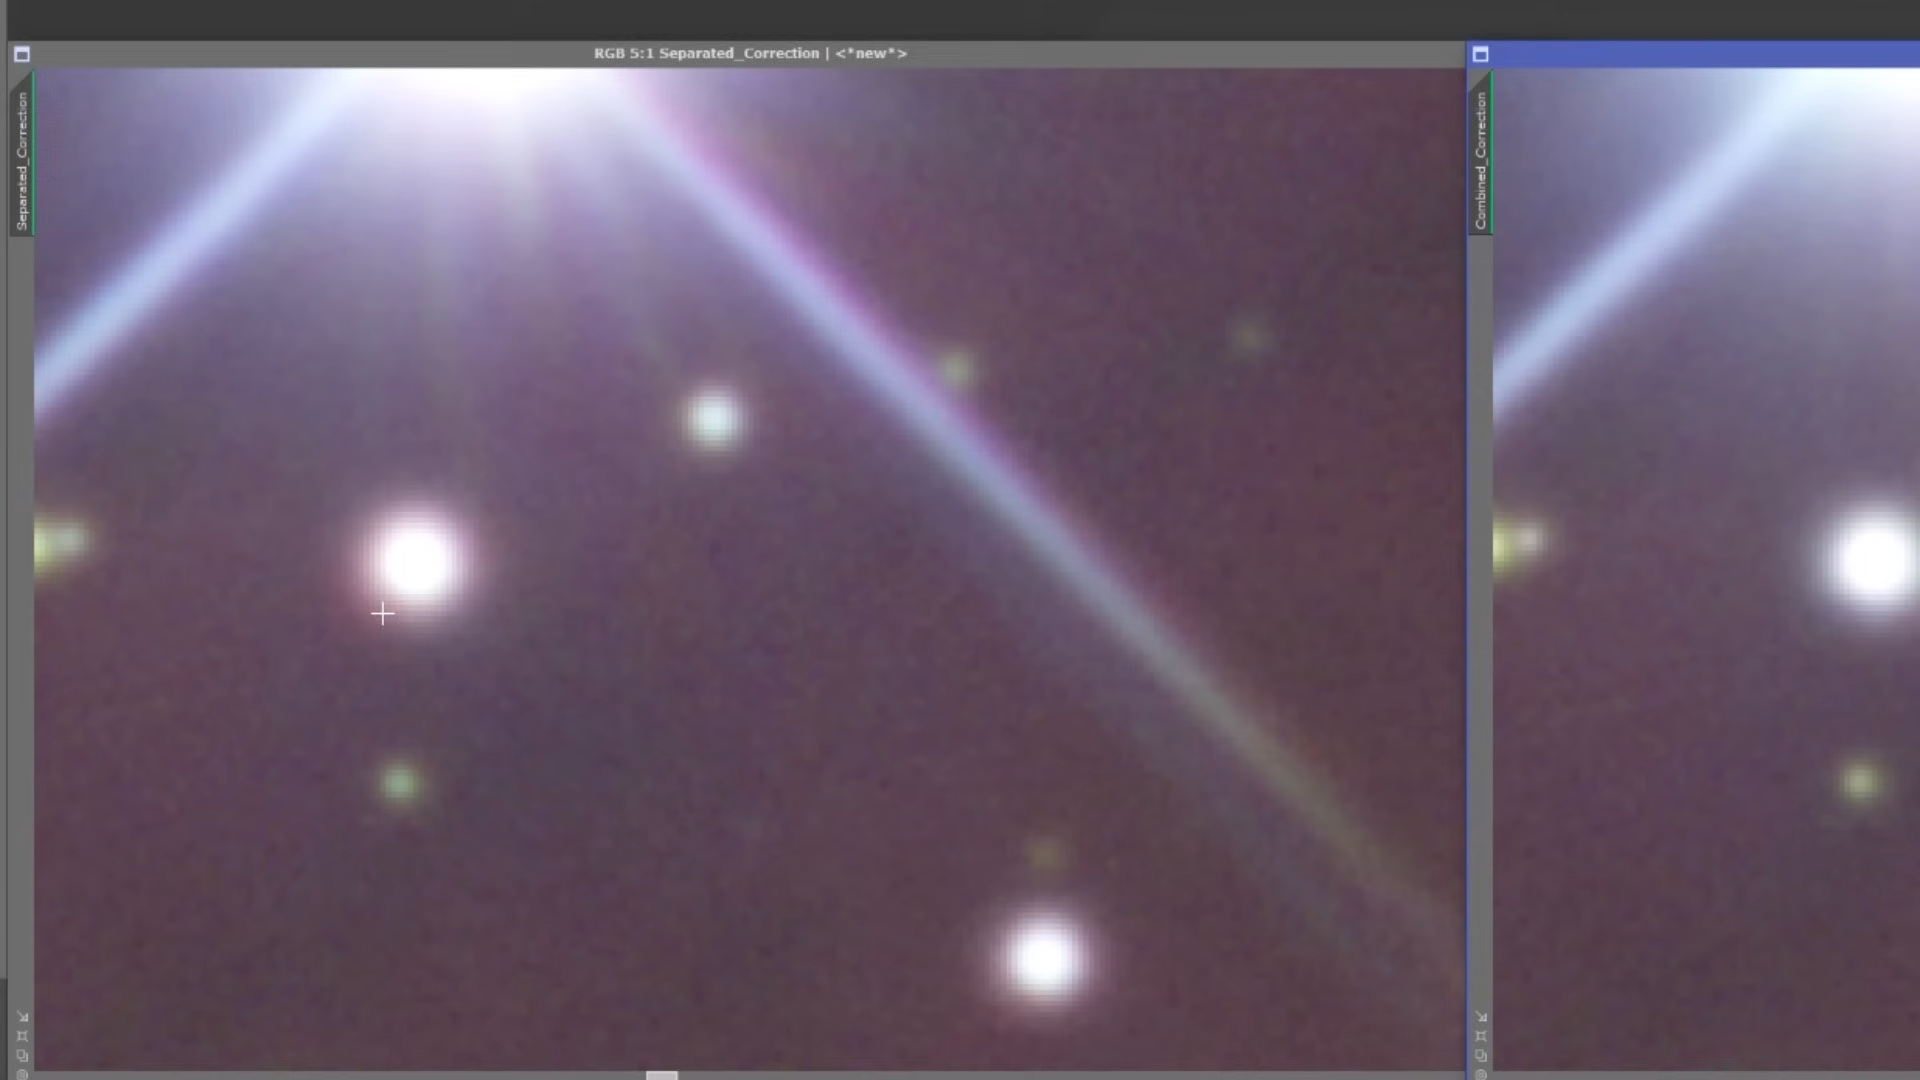 RGB 5:1 Separated_Correction | <*new*>
Separated_Correction
Combined_Correction